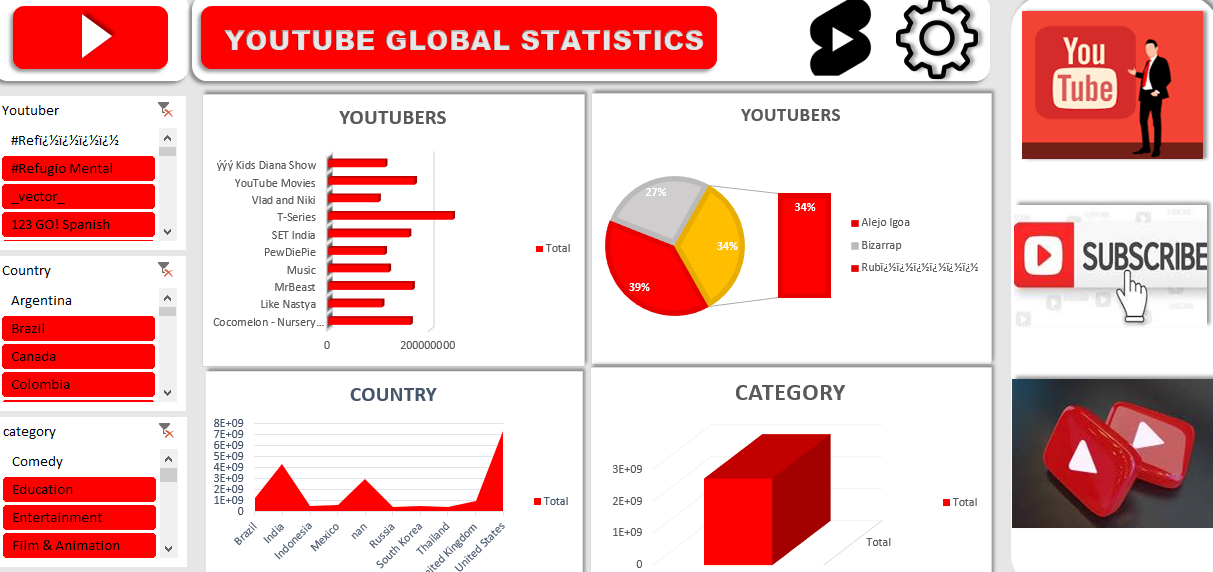 YOUTUBE GLOBAL STATISTICS
Youtuber
#Refï¿½ï¿½ï¿½ï¿½
#Refugio Mental
_vector_
123 GO! Spanish
Country
Argentina
Brazil
Canada
Colombia
category
Comedy
Education
Entertainment
Film & Animation
YOUTUBERS
ýýý Kids Diana Show
YouTube Movies
Vlad and Niki
T-Series
SET India
PewDiePie
Music
MrBeast
Like Nastya
Cocomelon - Nursery...
0
200000000
Total
YOUTUBERS
27%
34%
39%
34%
Alejo Igoa
Bizarrap
Rubï¿½ï¿½ï¿½ï¿½ï¿½ï¿½
COUNTRY
8E+09
7E+09
6E+09
5E+09
4E+09
3E+09
2E+09
1E+09
0
Brazil
India
Indonesia
Mexico
nan
Russia
South Korea
Thailand
ited Kingdom
United States
Total
CATEGORY
3E+09
2E+09
1E+09
0
Total
Total
You
Tube
SUBSCRIBE